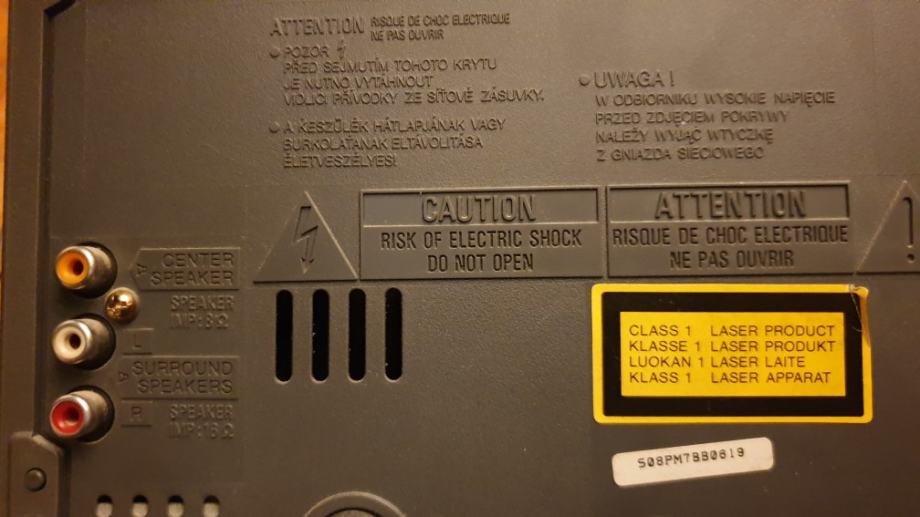 ATTENTION RISQUE DE CHOC ELECTRIQUE
NE PAS OUVRIR
POZOR
PŘED SEJMUTÍM TOHOTO KRYTU
JE NUTNO VYTÁHNOUT
VIDLICI PŘÍVODKY ZE SÍŤOVÉ ZÁSUVKY.
A KESZÜLÉK HÁTLAPJÁNAK VAGY
BURKOLATÁNAK ELTÁVOLITÁSA
ÉLETVESZÉLYES!
UWAGA !
W ODBIORNIKU WYSOKIE NAPIĘCIE
PRZED ZDJĘCIEM POKRYWY
NALEŻY WYJĄĆ WTYCZKĘ
Z GNIAZDA SIECIOWEGO
CAUTION
RISK OF ELECTRIC SHOCK
DO NOT OPEN
ATTENTION
RISQUE DE CHOC ELECTRIQUE
NE PAS OUVRIR
!
CENTER
SPEAKER
SPEAKER
IMP:8Ω
L
SURROUND
SPEAKERS
R
SPEAKER
IMP:16Ω
CLASS 1 LASER PRODUCT
KLASSE 1 LASER PRODUKT
LUOKAN 1 LASER LAITE
KLASS 1 LASER APPARAT
508PM7BB0619